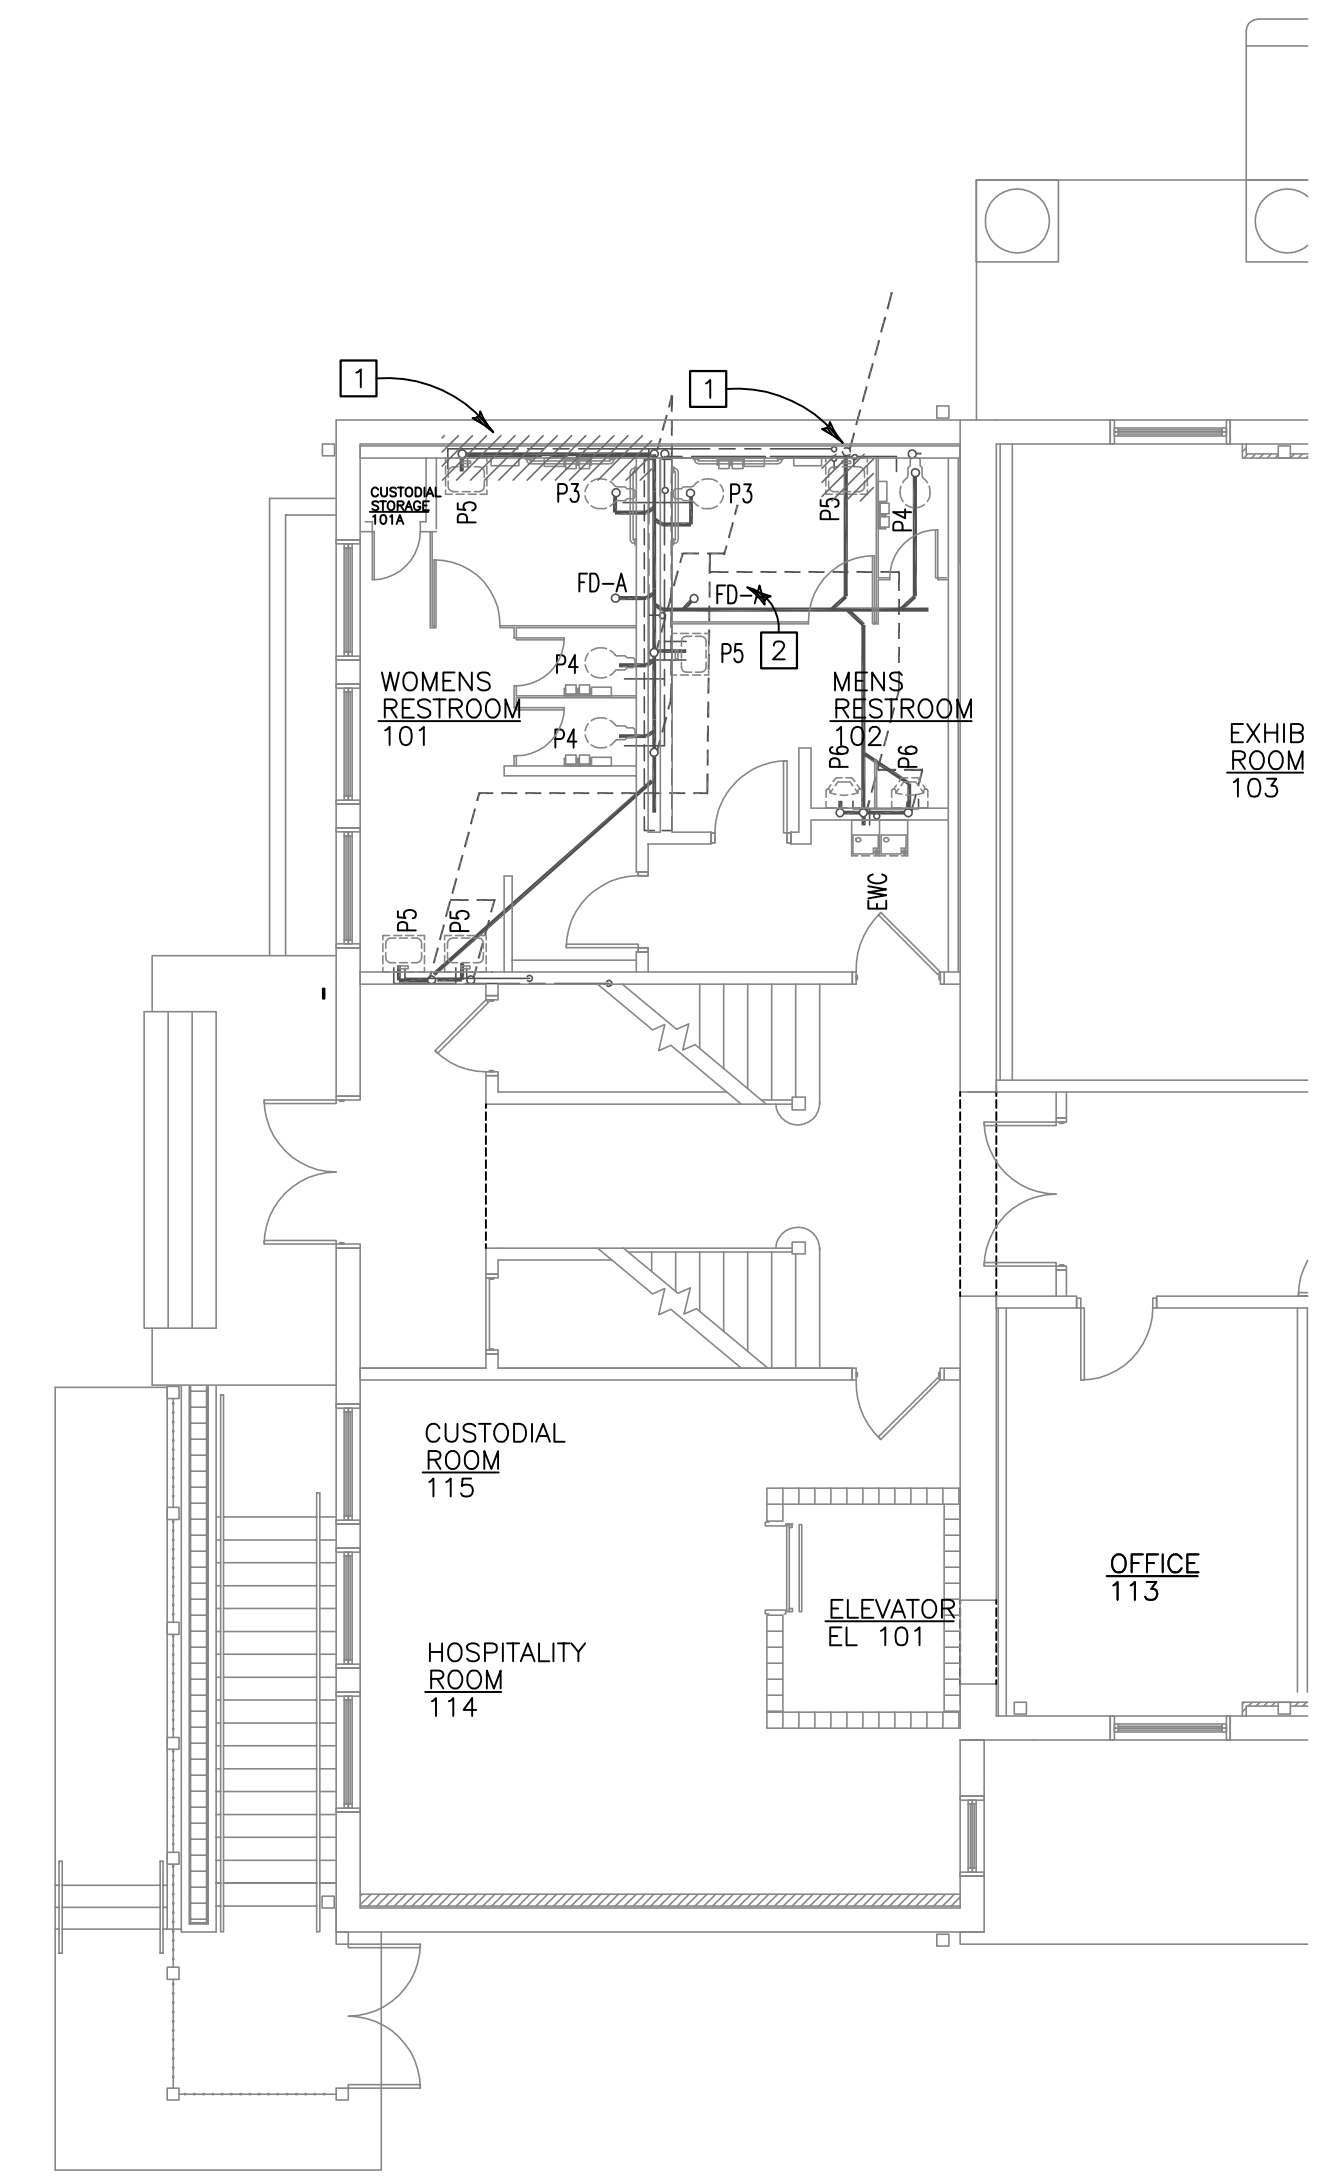 1
1
CUSTODIAL
STORAGE
101A
P5
P3
P3
P5
P4
FD-A
FD-A
2
P4
P5
WOMENS
RESTROOM
101
MENS
RESTROOM
102
P4
P6
P6
EXHIB
ROOM
103
EWC
P5
P5
CUSTODIAL
ROOM
115
OFFICE
113
ELEVATOR
EL 101
HOSPITALITY
ROOM
114